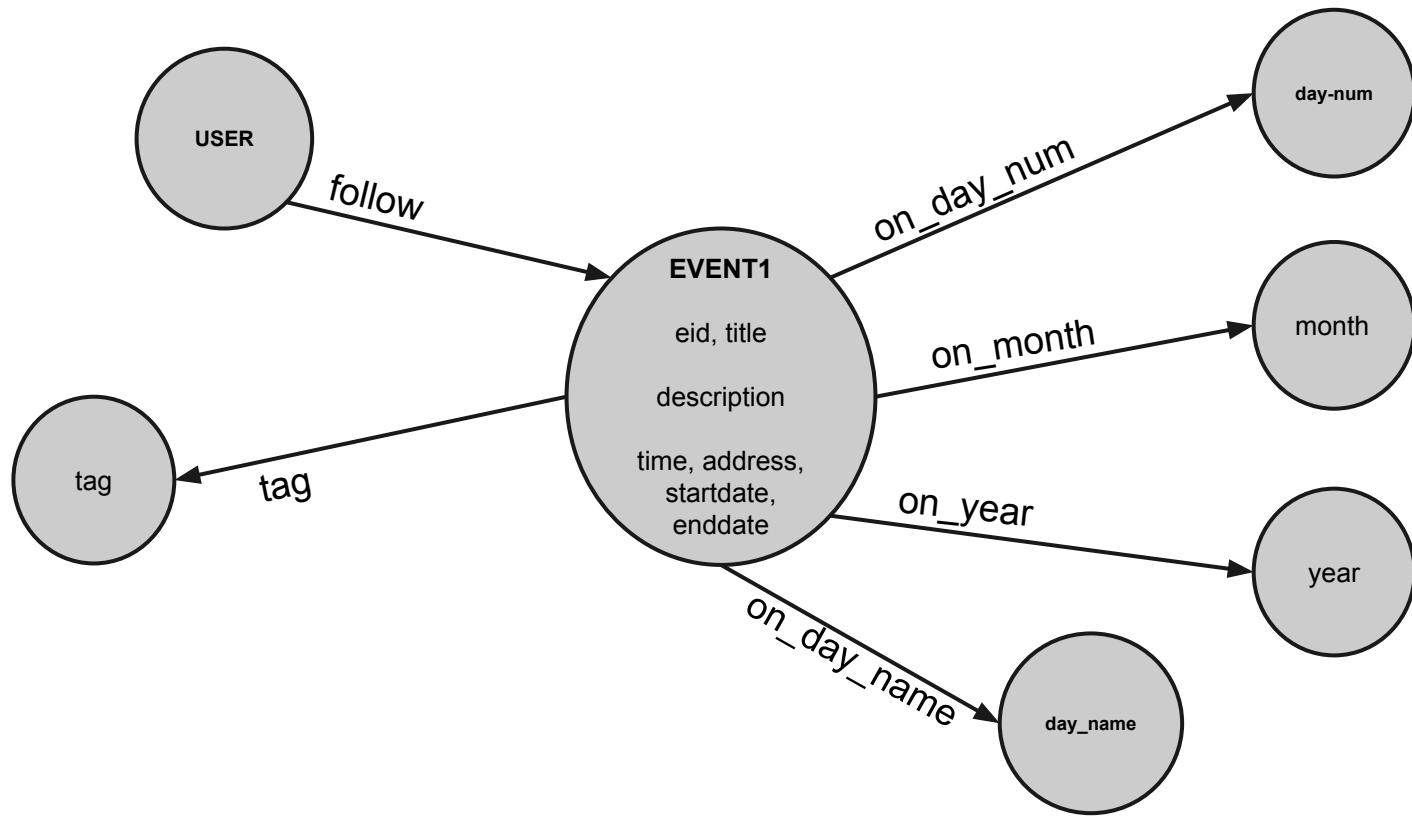 USER
follow
day-num
on_day_num
EVENT1
eid, title
description
time, address,
startdate,
enddate
on_month
month
tag
tag
on_year
year
on_day_name
day_name